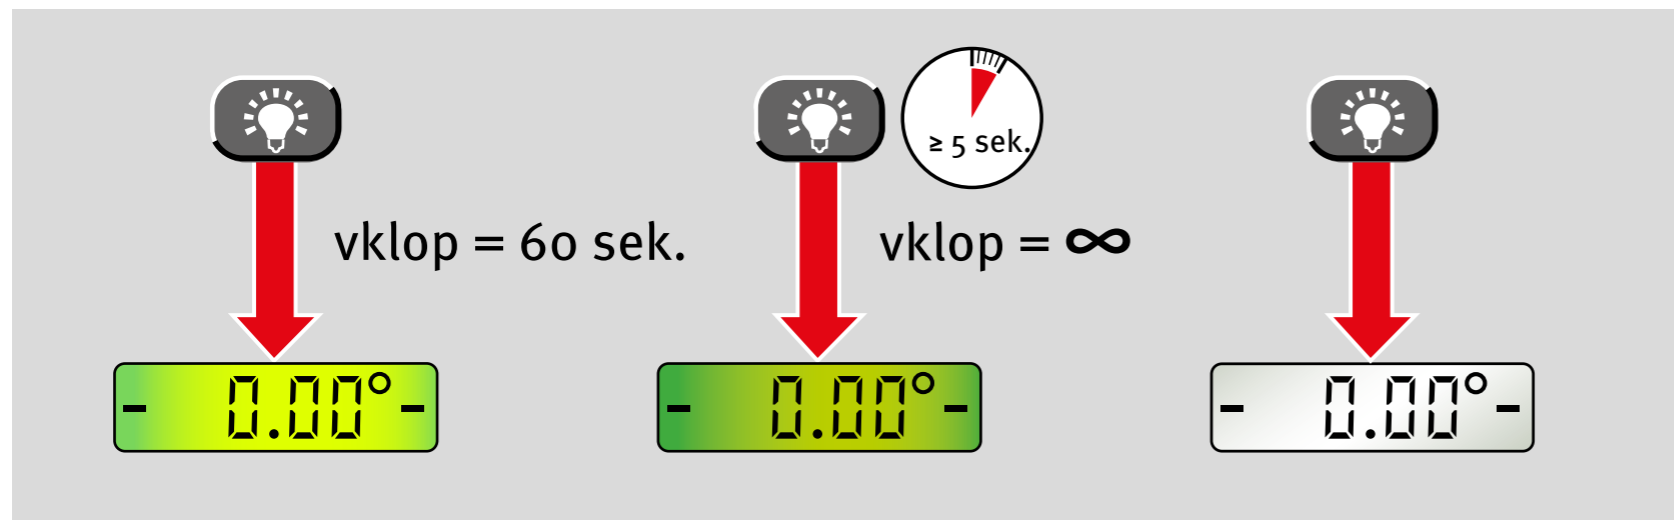 ≥ 5 sek.
vklop = 60 sek.
vklop = ∞
- 0.00° -
- 0.00° -
- 0.00° -